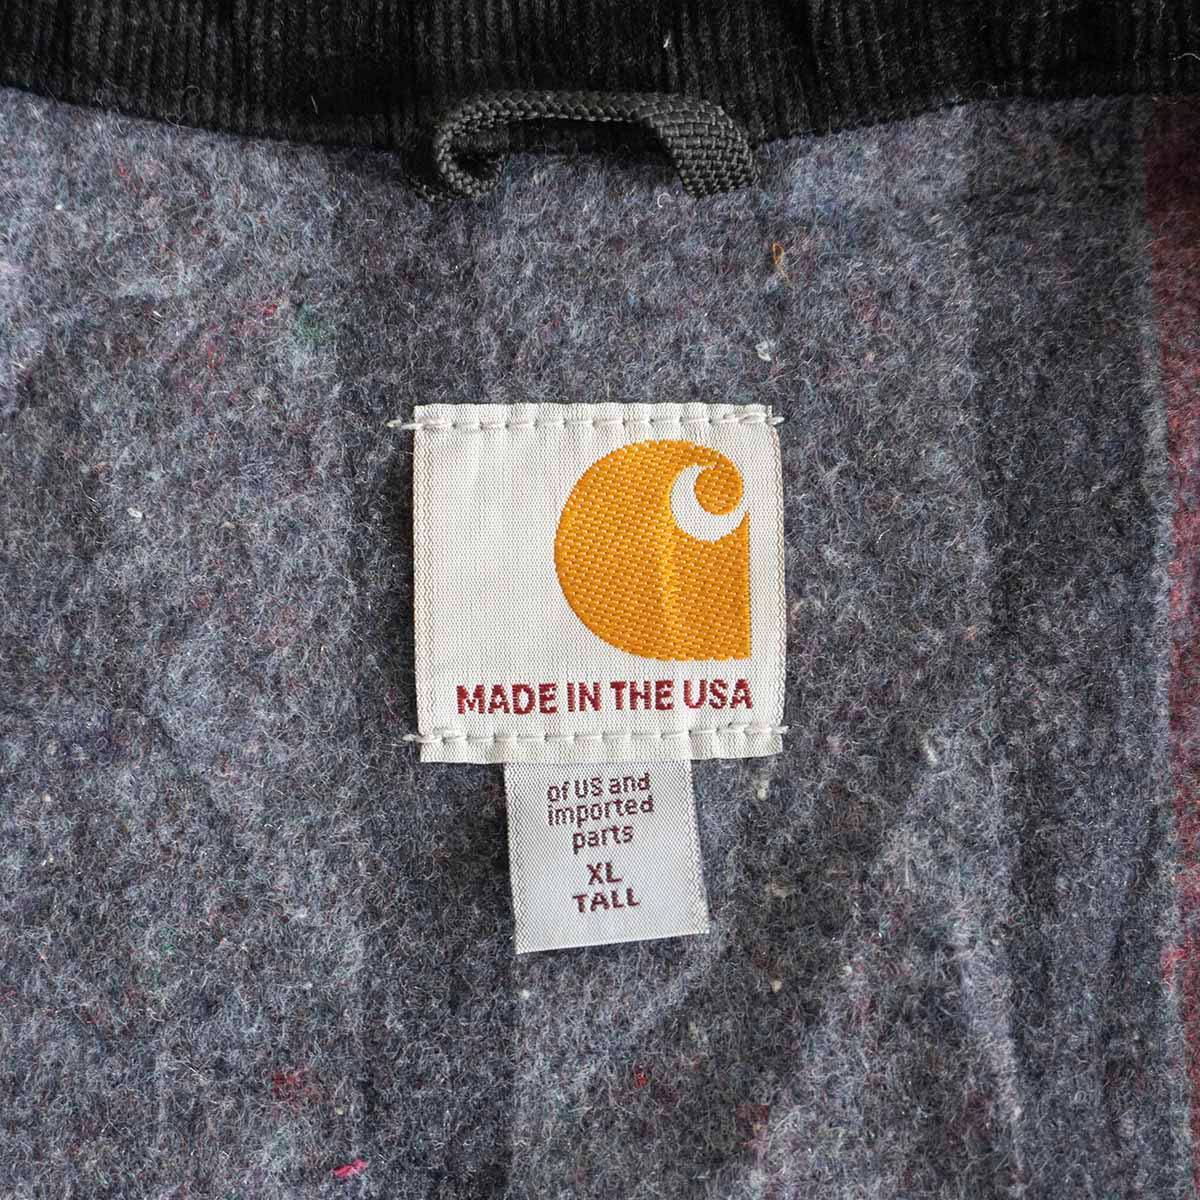 MADE IN THE USA
of US and
imported
parts
XL
TALL